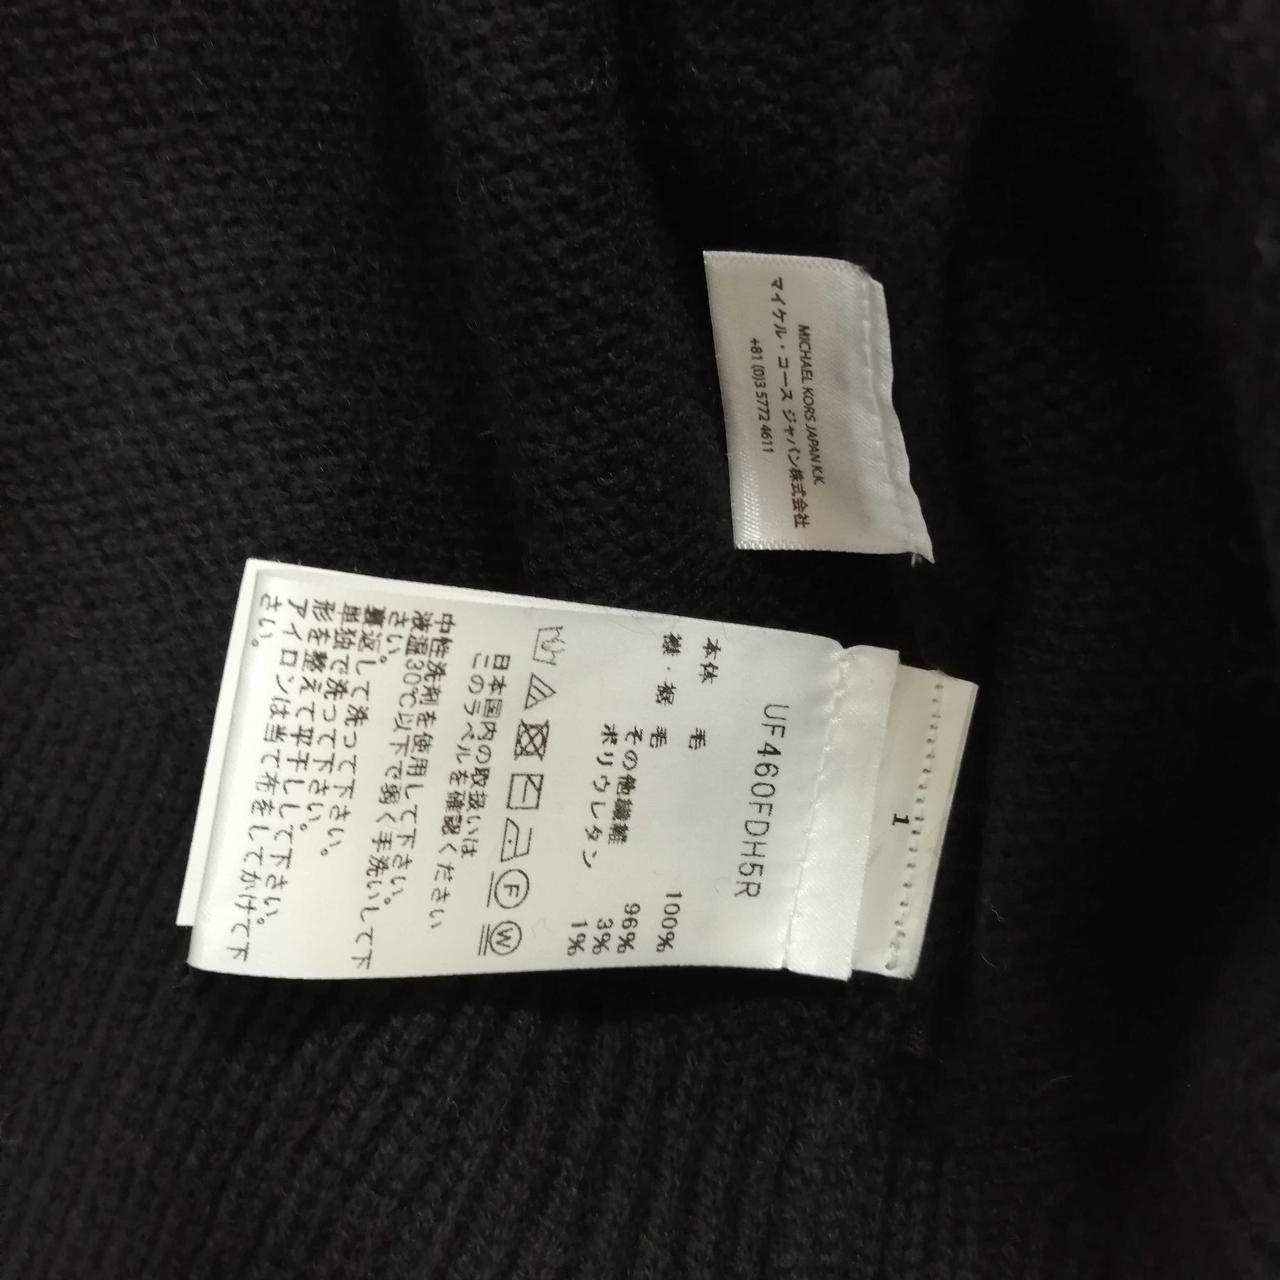 MICHAEL KORS JAPAN K.K.
マイケル・コース ジャパン株式会社
+81 (0)3 5772 4611
1
UF460FDH5R
本体 毛 100%
襟・裾 毛 96%
その他繊維 3%
ポリウレタン 1%
F W
日本国内の取扱いは
このラベルを確認ください
中性洗剤を使用して下さい。
液温30℃以下で弱く手洗いして下
さい。
裏返して洗って下さい。
単独で洗って下さい。
形を整えて平干しして下さい。
アイロンは当て布をしてかけて下
さい。